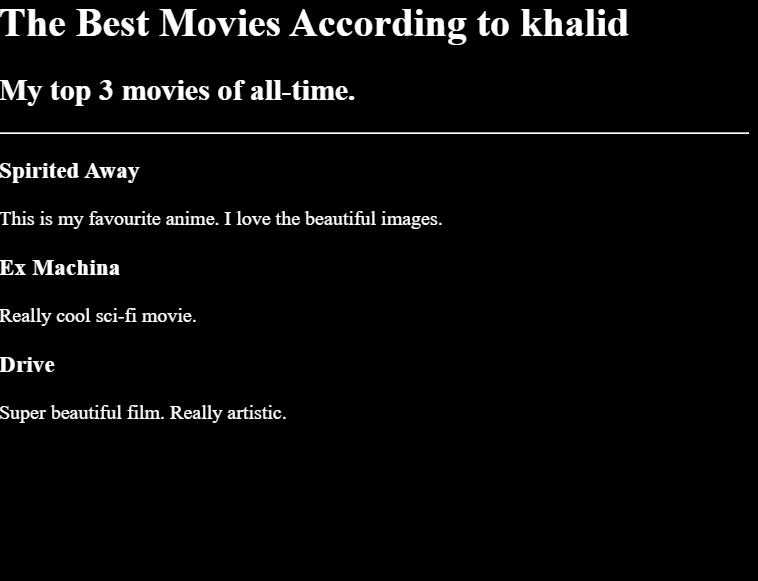 The Best Movies According to khalid
My top 3 movies of all-time.
Spirited Away
This is my favourite anime. I love the beautiful images.
Ex Machina
Really cool sci-fi movie.
Drive
Super beautiful film. Really artistic.